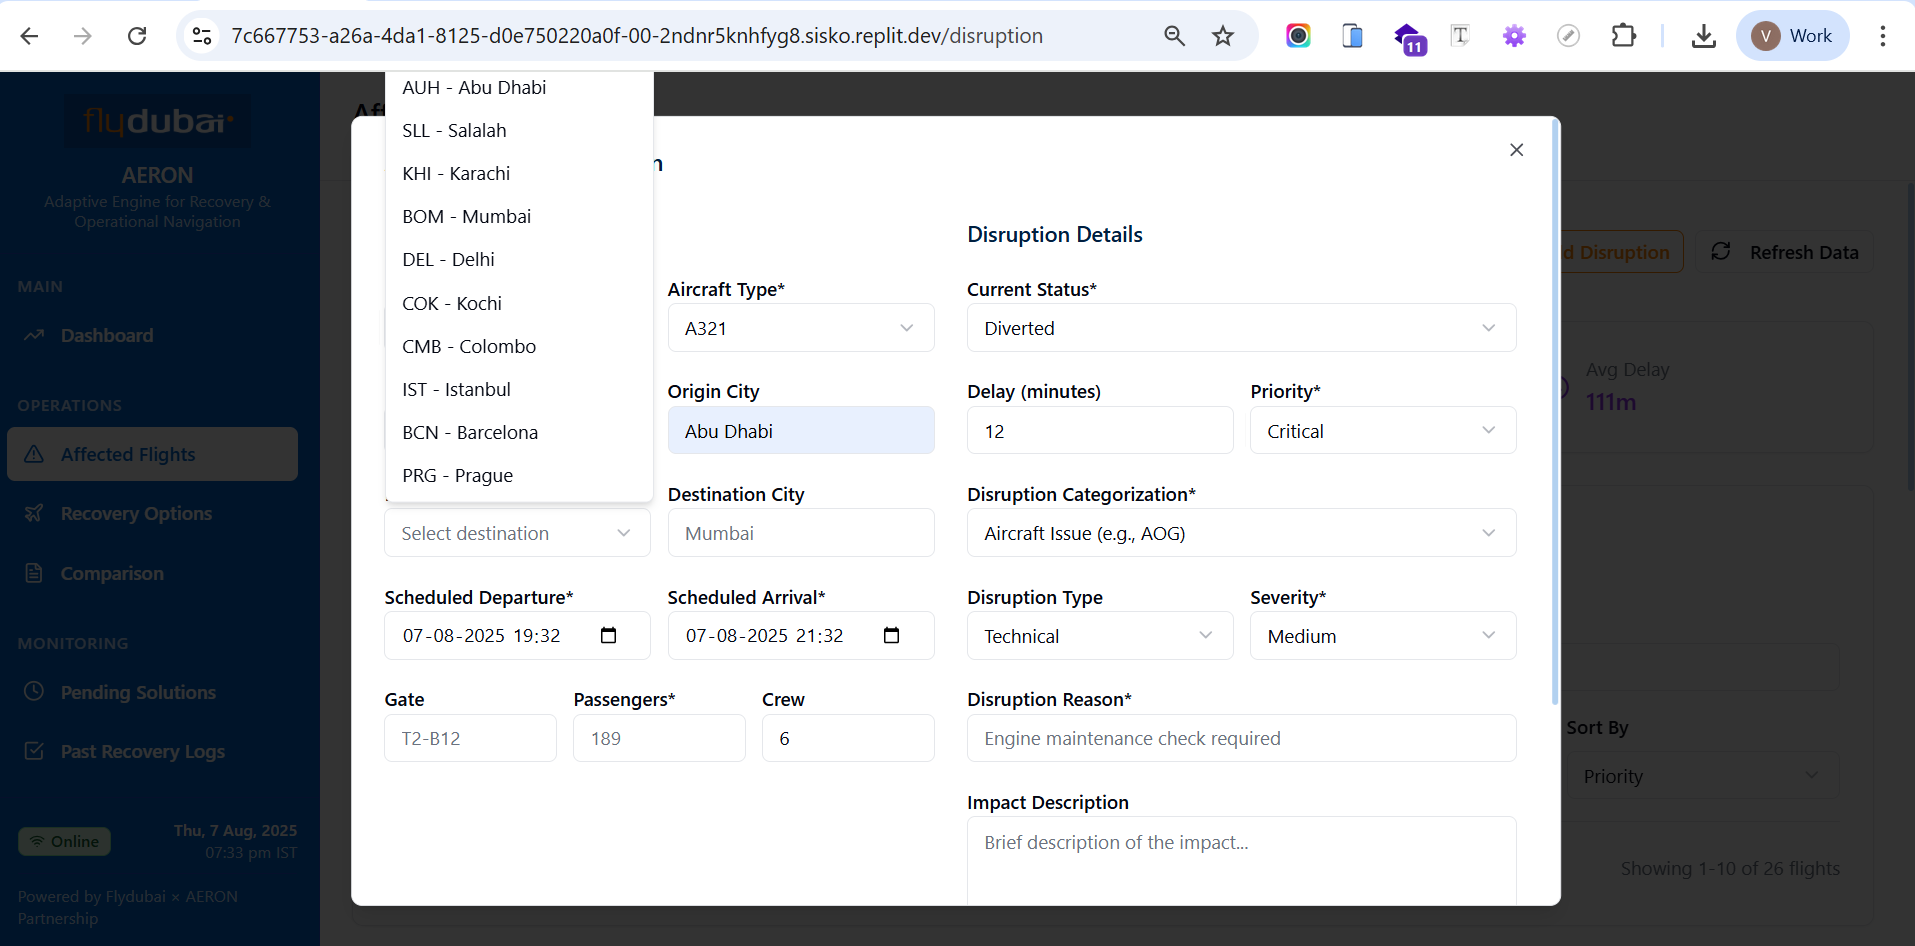 7c667753-a26a-4da1-8125-d0e750220a0f-00-2ndnr5knhfyg8.sisko.replit.dev/disruption
11
T
V Work
flydubai
AERON
Adaptive Engine for Recovery &
Operational Navigation
MAIN
Dashboard
OPERATIONS
Affected Flights
Recovery Options
Comparison
MONITORING
Pending Solutions
Past Recovery Logs
Online
Thu, 7 Aug, 2025
07:33 pm IST
Powered by Flydubai × AERON
Partnership
AUH - Abu Dhabi
SLL - Salalah
KHI - Karachi
BOM - Mumbai
DEL - Delhi
COK - Kochi
CMB - Colombo
IST - Istanbul
BCN - Barcelona
PRG - Prague
Select destination
Aircraft Type*
A321
Origin City
Abu Dhabi
Destination City
Mumbai
Scheduled Departure*
07-08-2025 19:32
Scheduled Arrival*
07-08-2025 21:32
Gate
T2-B12
Passengers*
189
Crew
6
Disruption Details
Current Status*
Diverted
Delay (minutes)
12
Priority*
Critical
Disruption Categorization*
Aircraft Issue (e.g., AOG)
Disruption Type
Technical
Severity*
Medium
Disruption Reason*
Engine maintenance check required
Impact Description
Brief description of the impact...
d Disruption
Refresh Data
Avg Delay
111m
Sort By
Priority
Showing 1-10 of 26 flights